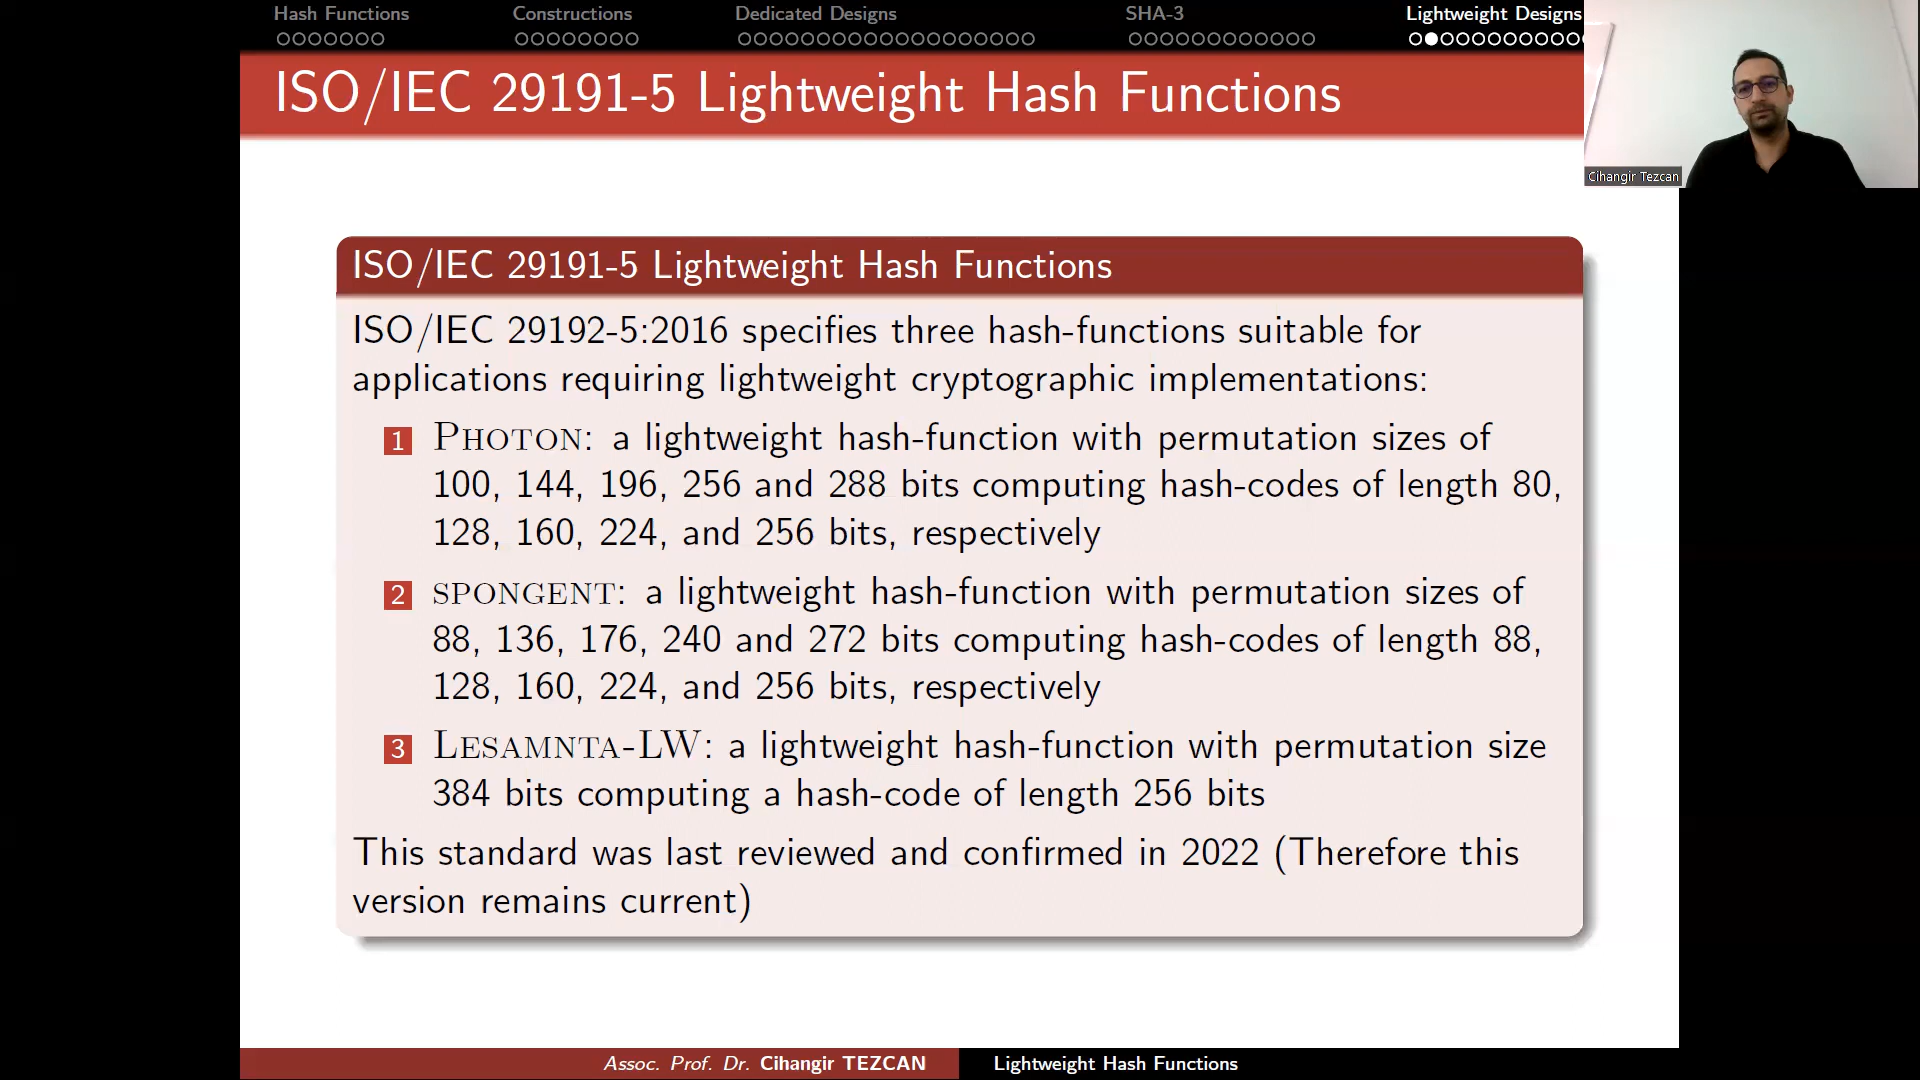 Hash Functions Constructions Dedicated Designs SHA-3 Lightweight Designs
ISO/IEC 29191-5 Lightweight Hash Functions
Cihangir Tezcan
ISO/IEC 29191-5 Lightweight Hash Functions
ISO/IEC 29192-5:2016 specifies three hash-functions suitable for
applications requiring lightweight cryptographic implementations:
1 PHOTON: a lightweight hash-function with permutation sizes of
100, 144, 196, 256 and 288 bits computing hash-codes of length 80,
128, 160, 224, and 256 bits, respectively
2 SPONGENT: a lightweight hash-function with permutation sizes of
88, 136, 176, 240 and 272 bits computing hash-codes of length 88,
128, 160, 224, and 256 bits, respectively
3 LESAMNTA-LW: a lightweight hash-function with permutation size
384 bits computing a hash-code of length 256 bits
This standard was last reviewed and confirmed in 2022 (Therefore this
version remains current)
Assoc. Prof. Dr. Cihangir TEZCAN Lightweight Hash Functions